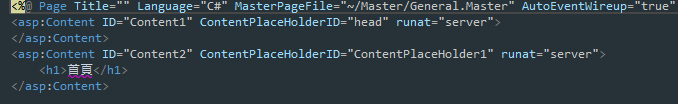 <%@ Page Title="" Language="C#" MasterPageFile="~/Master/General.Master" AutoEventWireup="true"
<asp:Content ID="Content1" ContentPlaceHolderID="head" runat="server">
</asp:Content>
<asp:Content ID="Content2" ContentPlaceHolderID="ContentPlaceHolder1" runat="server">
<h1>首頁</h1>
</asp:Content>